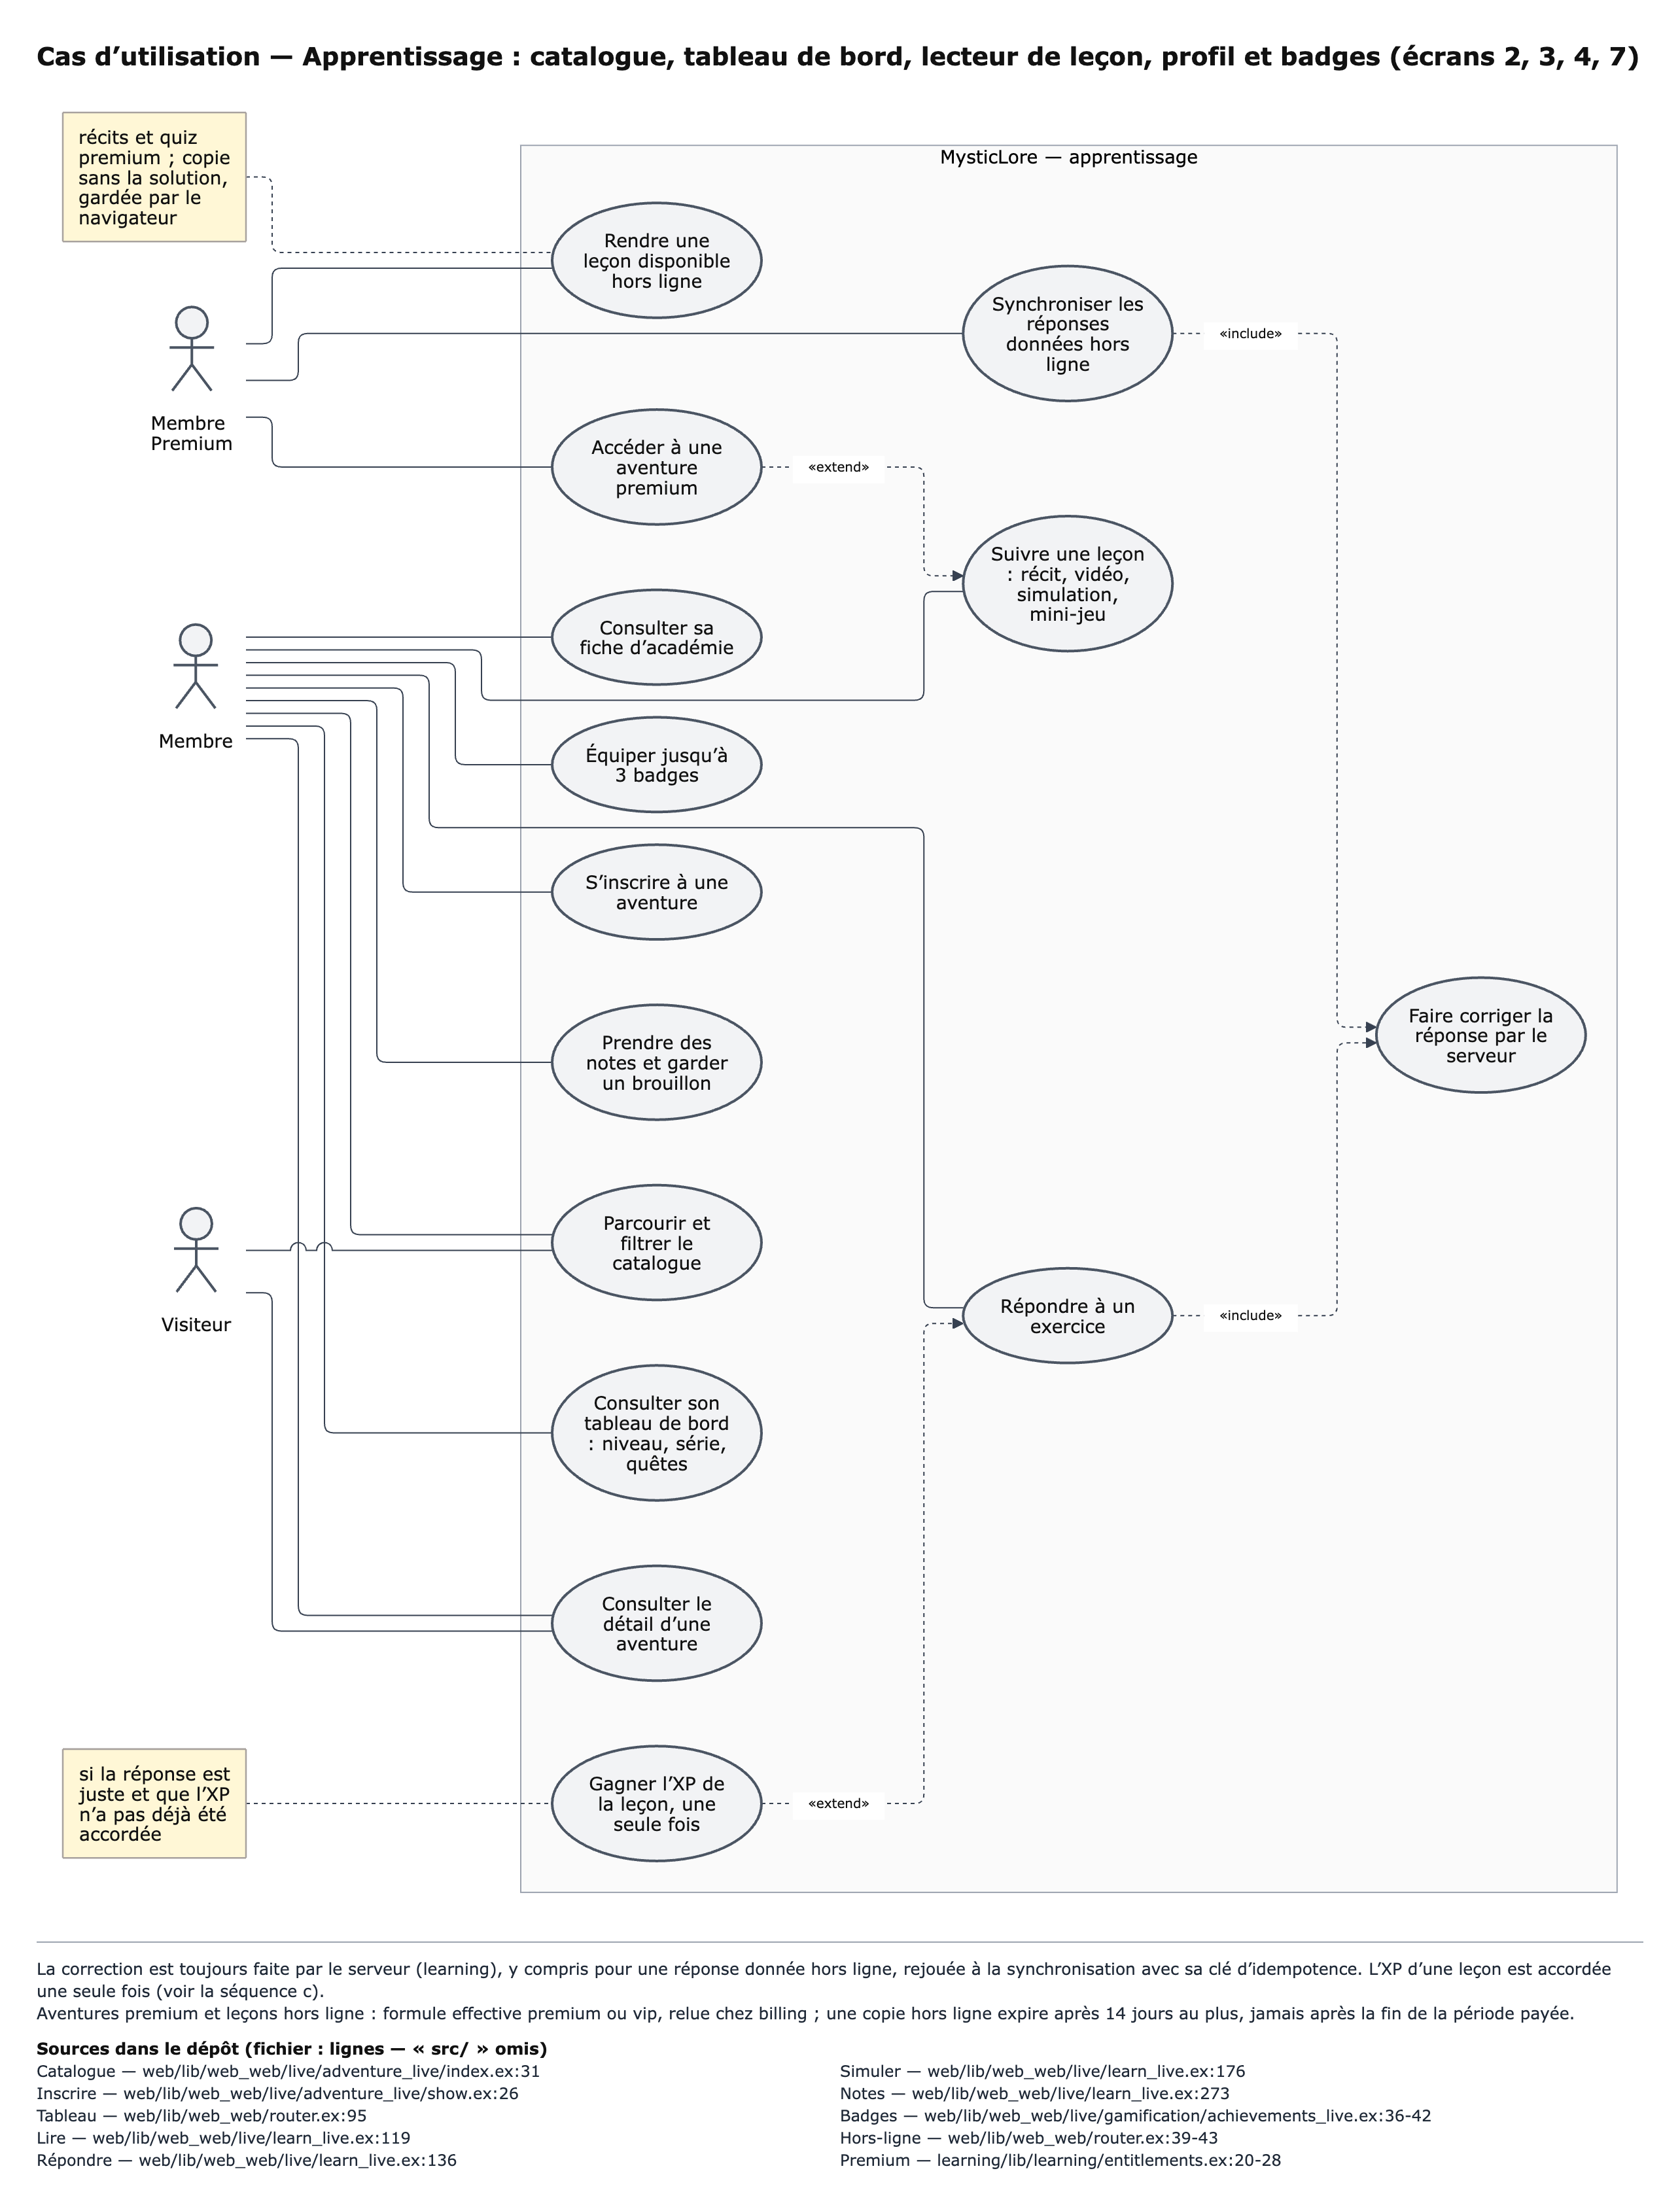 Cas d’utilisation — Apprentissage : catalogue, tableau de bord, lecteur de leçon, profil et badges (écrans 2, 3, 4, 7)
récits et quiz
premium ; copie
sans la solution,
gardée par le
navigateur
MysticLore — apprentissage
Rendre une
leçon disponible
hors ligne
Synchroniser les
réponses
données hors
ligne
«include»
Membre
Premium
Accéder à une
aventure
premium
«extend»
Suivre une leçon
: récit, vidéo,
simulation,
mini-jeu
Consulter sa
fiche d’académie
Membre
Équiper jusqu’à
3 badges
S’inscrire à une
aventure
Prendre des
notes et garder
un brouillon
Faire corriger la
réponse par le
serveur
Parcourir et
filtrer le
catalogue
Visiteur
Répondre à un
exercice
«include»
Consulter son
tableau de bord
: niveau, série,
quêtes
Consulter le
détail d’une
aventure
si la réponse est
juste et que l’XP
n’a pas déjà été
accordée
Gagner l’XP de
la leçon, une
seule fois
«extend»
La correction est toujours faite par le serveur (learning), y compris pour une réponse donnée hors ligne, rejouée à la synchronisation avec sa clé d’idempotence. L’XP d’une leçon est accordée
une seule fois (voir la séquence c).
Aventures premium et leçons hors ligne : formule effective premium ou vip, relue chez billing ; une copie hors ligne expire après 14 jours au plus, jamais après la fin de la période payée.
Sources dans le dépôt (fichier : lignes — « src/ » omis)
Catalogue — web/lib/web_web/live/adventure_live/index.ex:31
Inscrire — web/lib/web_web/live/adventure_live/show.ex:26
Tableau — web/lib/web_web/router.ex:95
Lire — web/lib/web_web/live/learn_live.ex:119
Répondre — web/lib/web_web/live/learn_live.ex:136
Simuler — web/lib/web_web/live/learn_live.ex:176
Notes — web/lib/web_web/live/learn_live.ex:273
Badges — web/lib/web_web/live/gamification/achievements_live.ex:36-42
Hors-ligne — web/lib/web_web/router.ex:39-43
Premium — learning/lib/learning/entitlements.ex:20-28